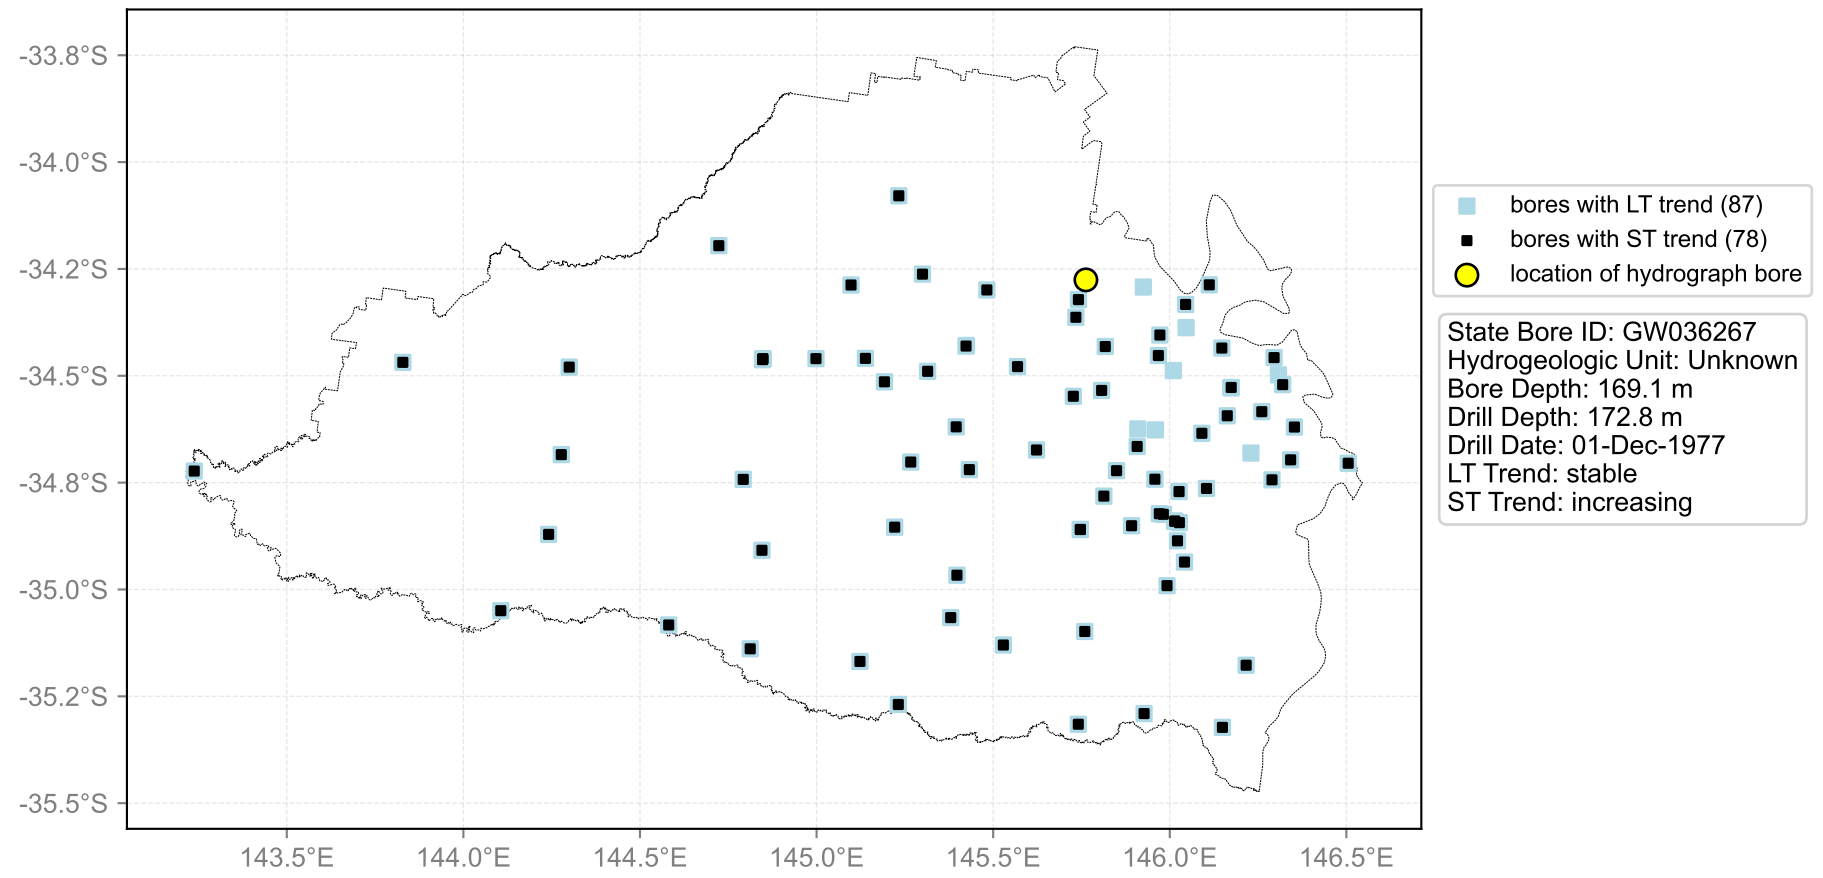 -33.8°S
-34.0°S
-34.2°S
-34.5°S
-34.8°S
-35.0°S
-35.2°S
-35.5°S
143.5°E
144.0°E
144.5°E
145.0°E
145.5°E
146.0°E
146.5°E
bores with LT trend (87)
bores with ST trend (78)
location of hydrograph bore
State Bore ID: GW036267
Hydrogeologic Unit: Unknown
Bore Depth: 169.1 m
Drill Depth: 172.8 m
Drill Date: 01-Dec-1977
LT Trend: stable
ST Trend: increasing